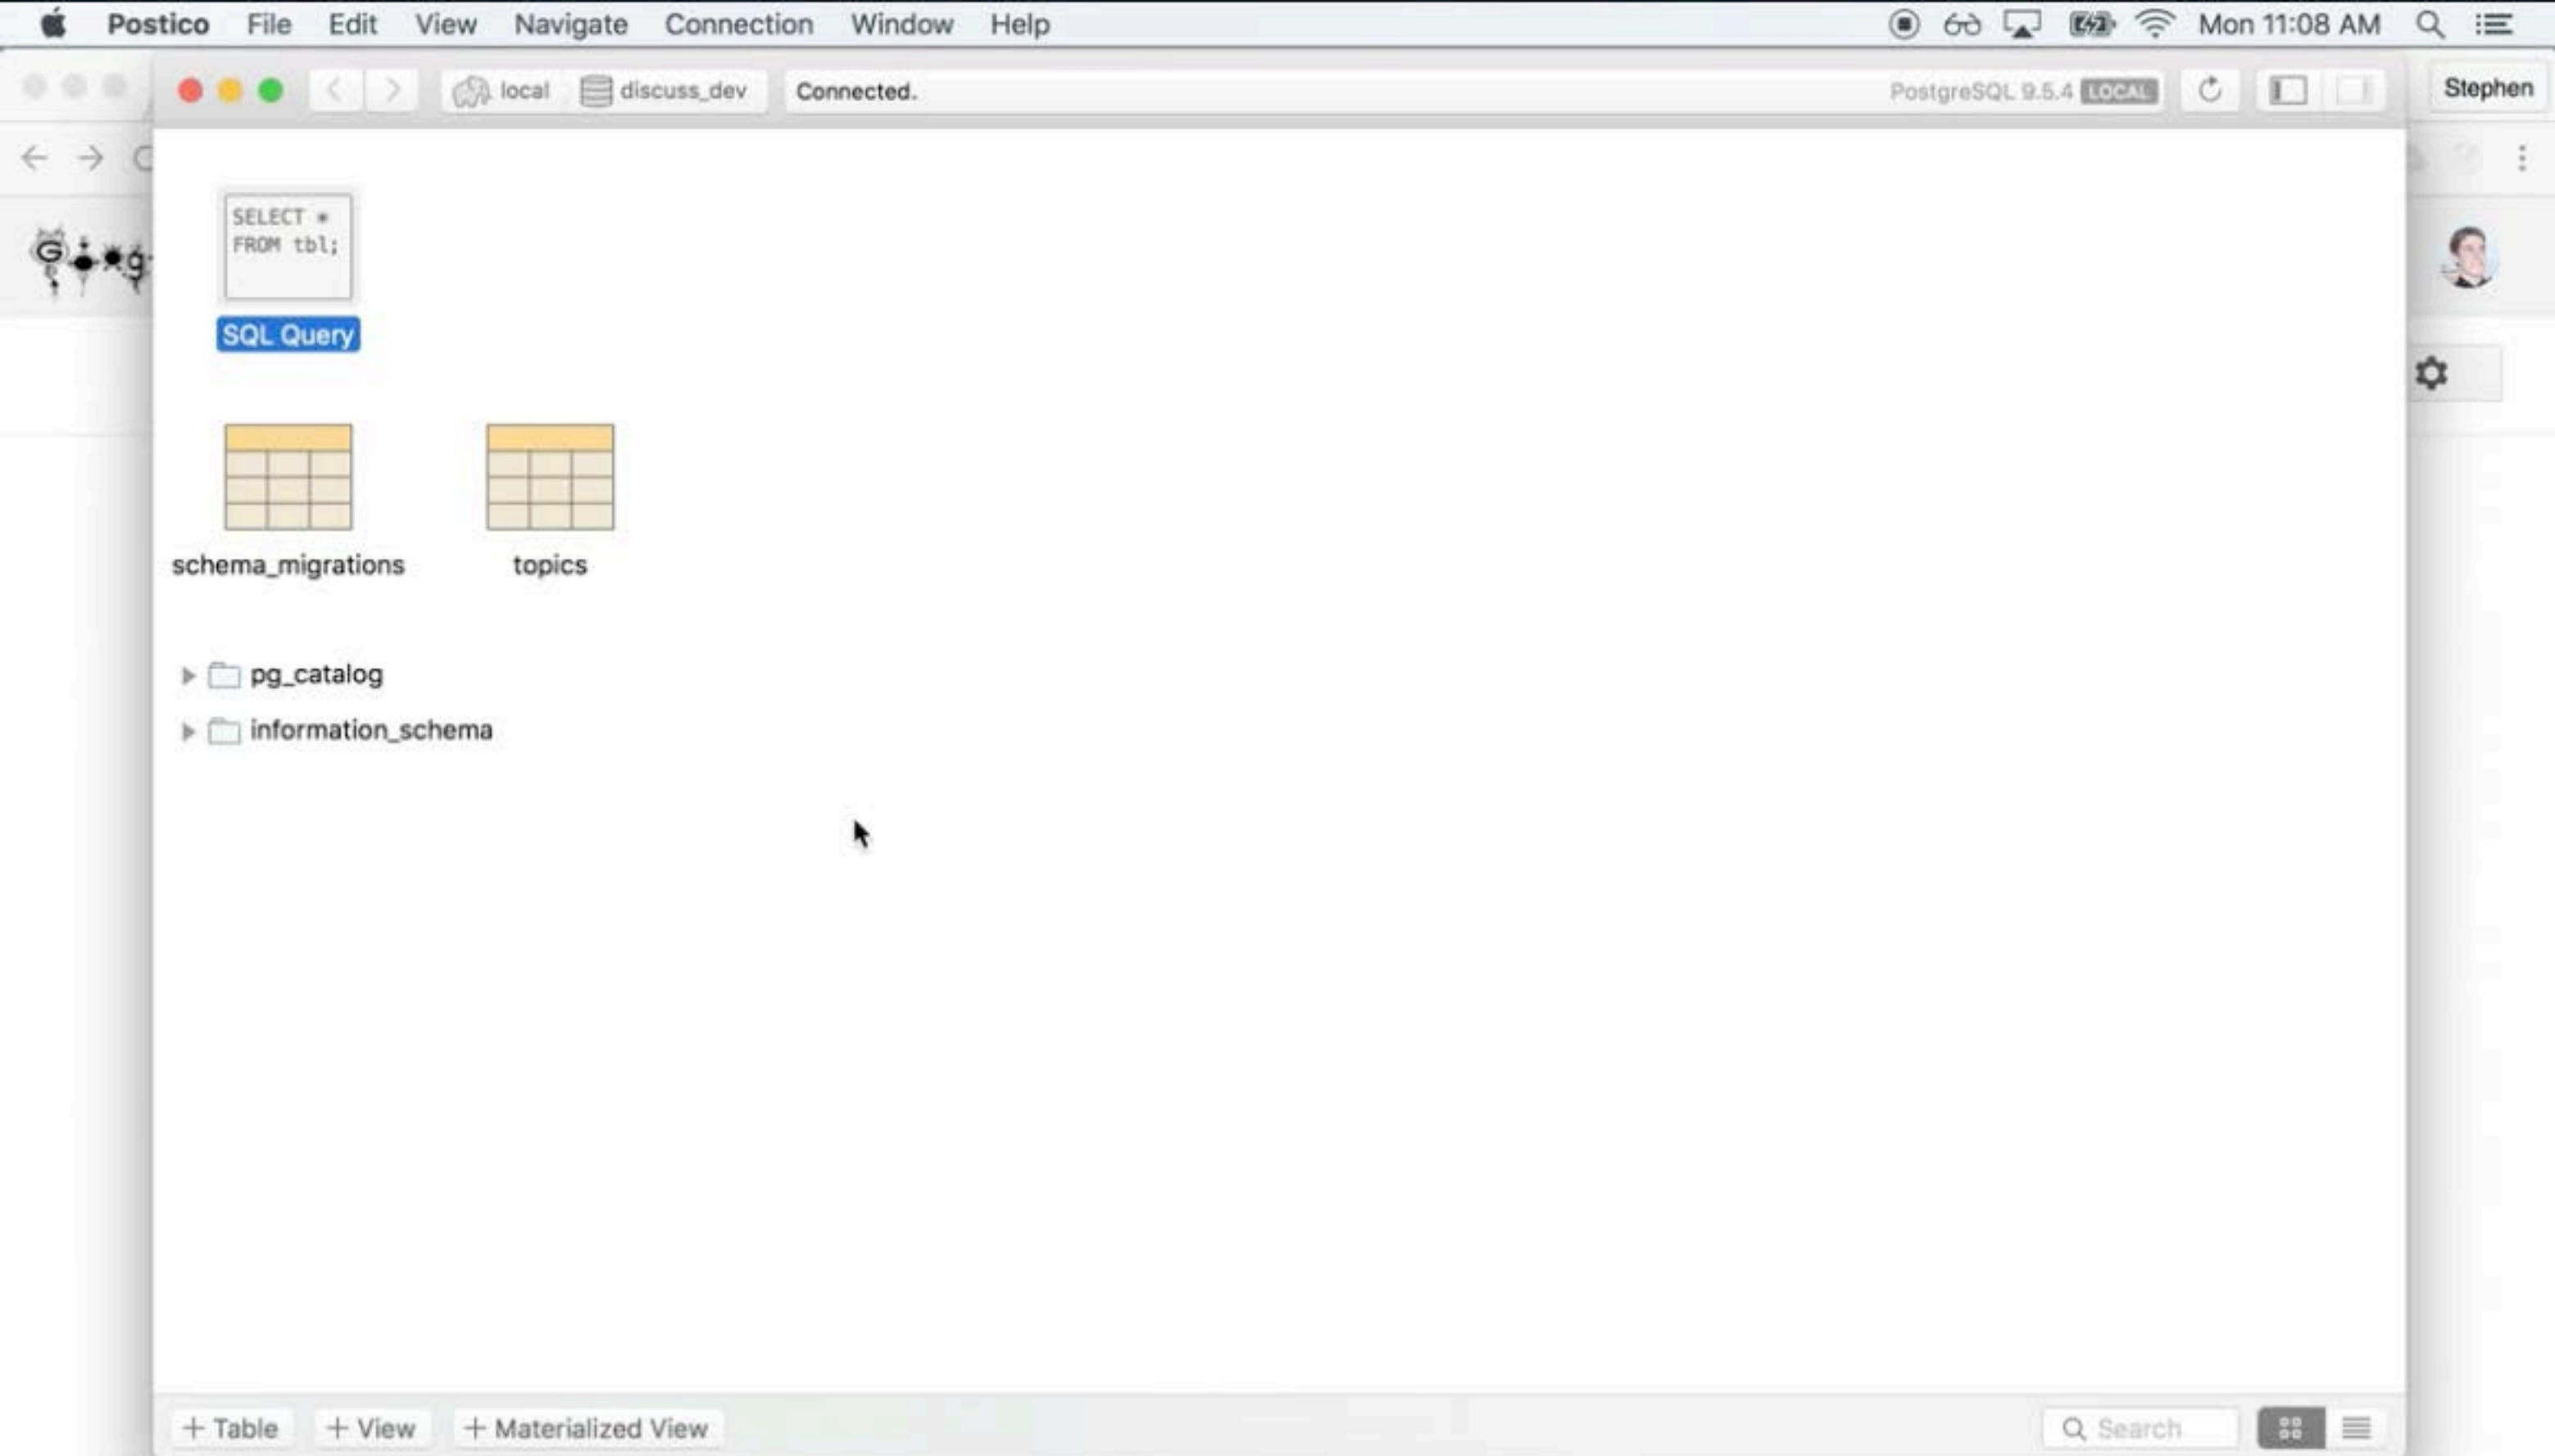 Postico File Edit View Navigate Connection Window Help Mon 11:08 AM
local discuss_dev Connected. PostgreSQL 9.5.4 LOCAL Stephen
SELECT *
FROM tbl;
SQL Query
schema_migrations topics
pg_catalog
information_schema
+ Table + View + Materialized View Search